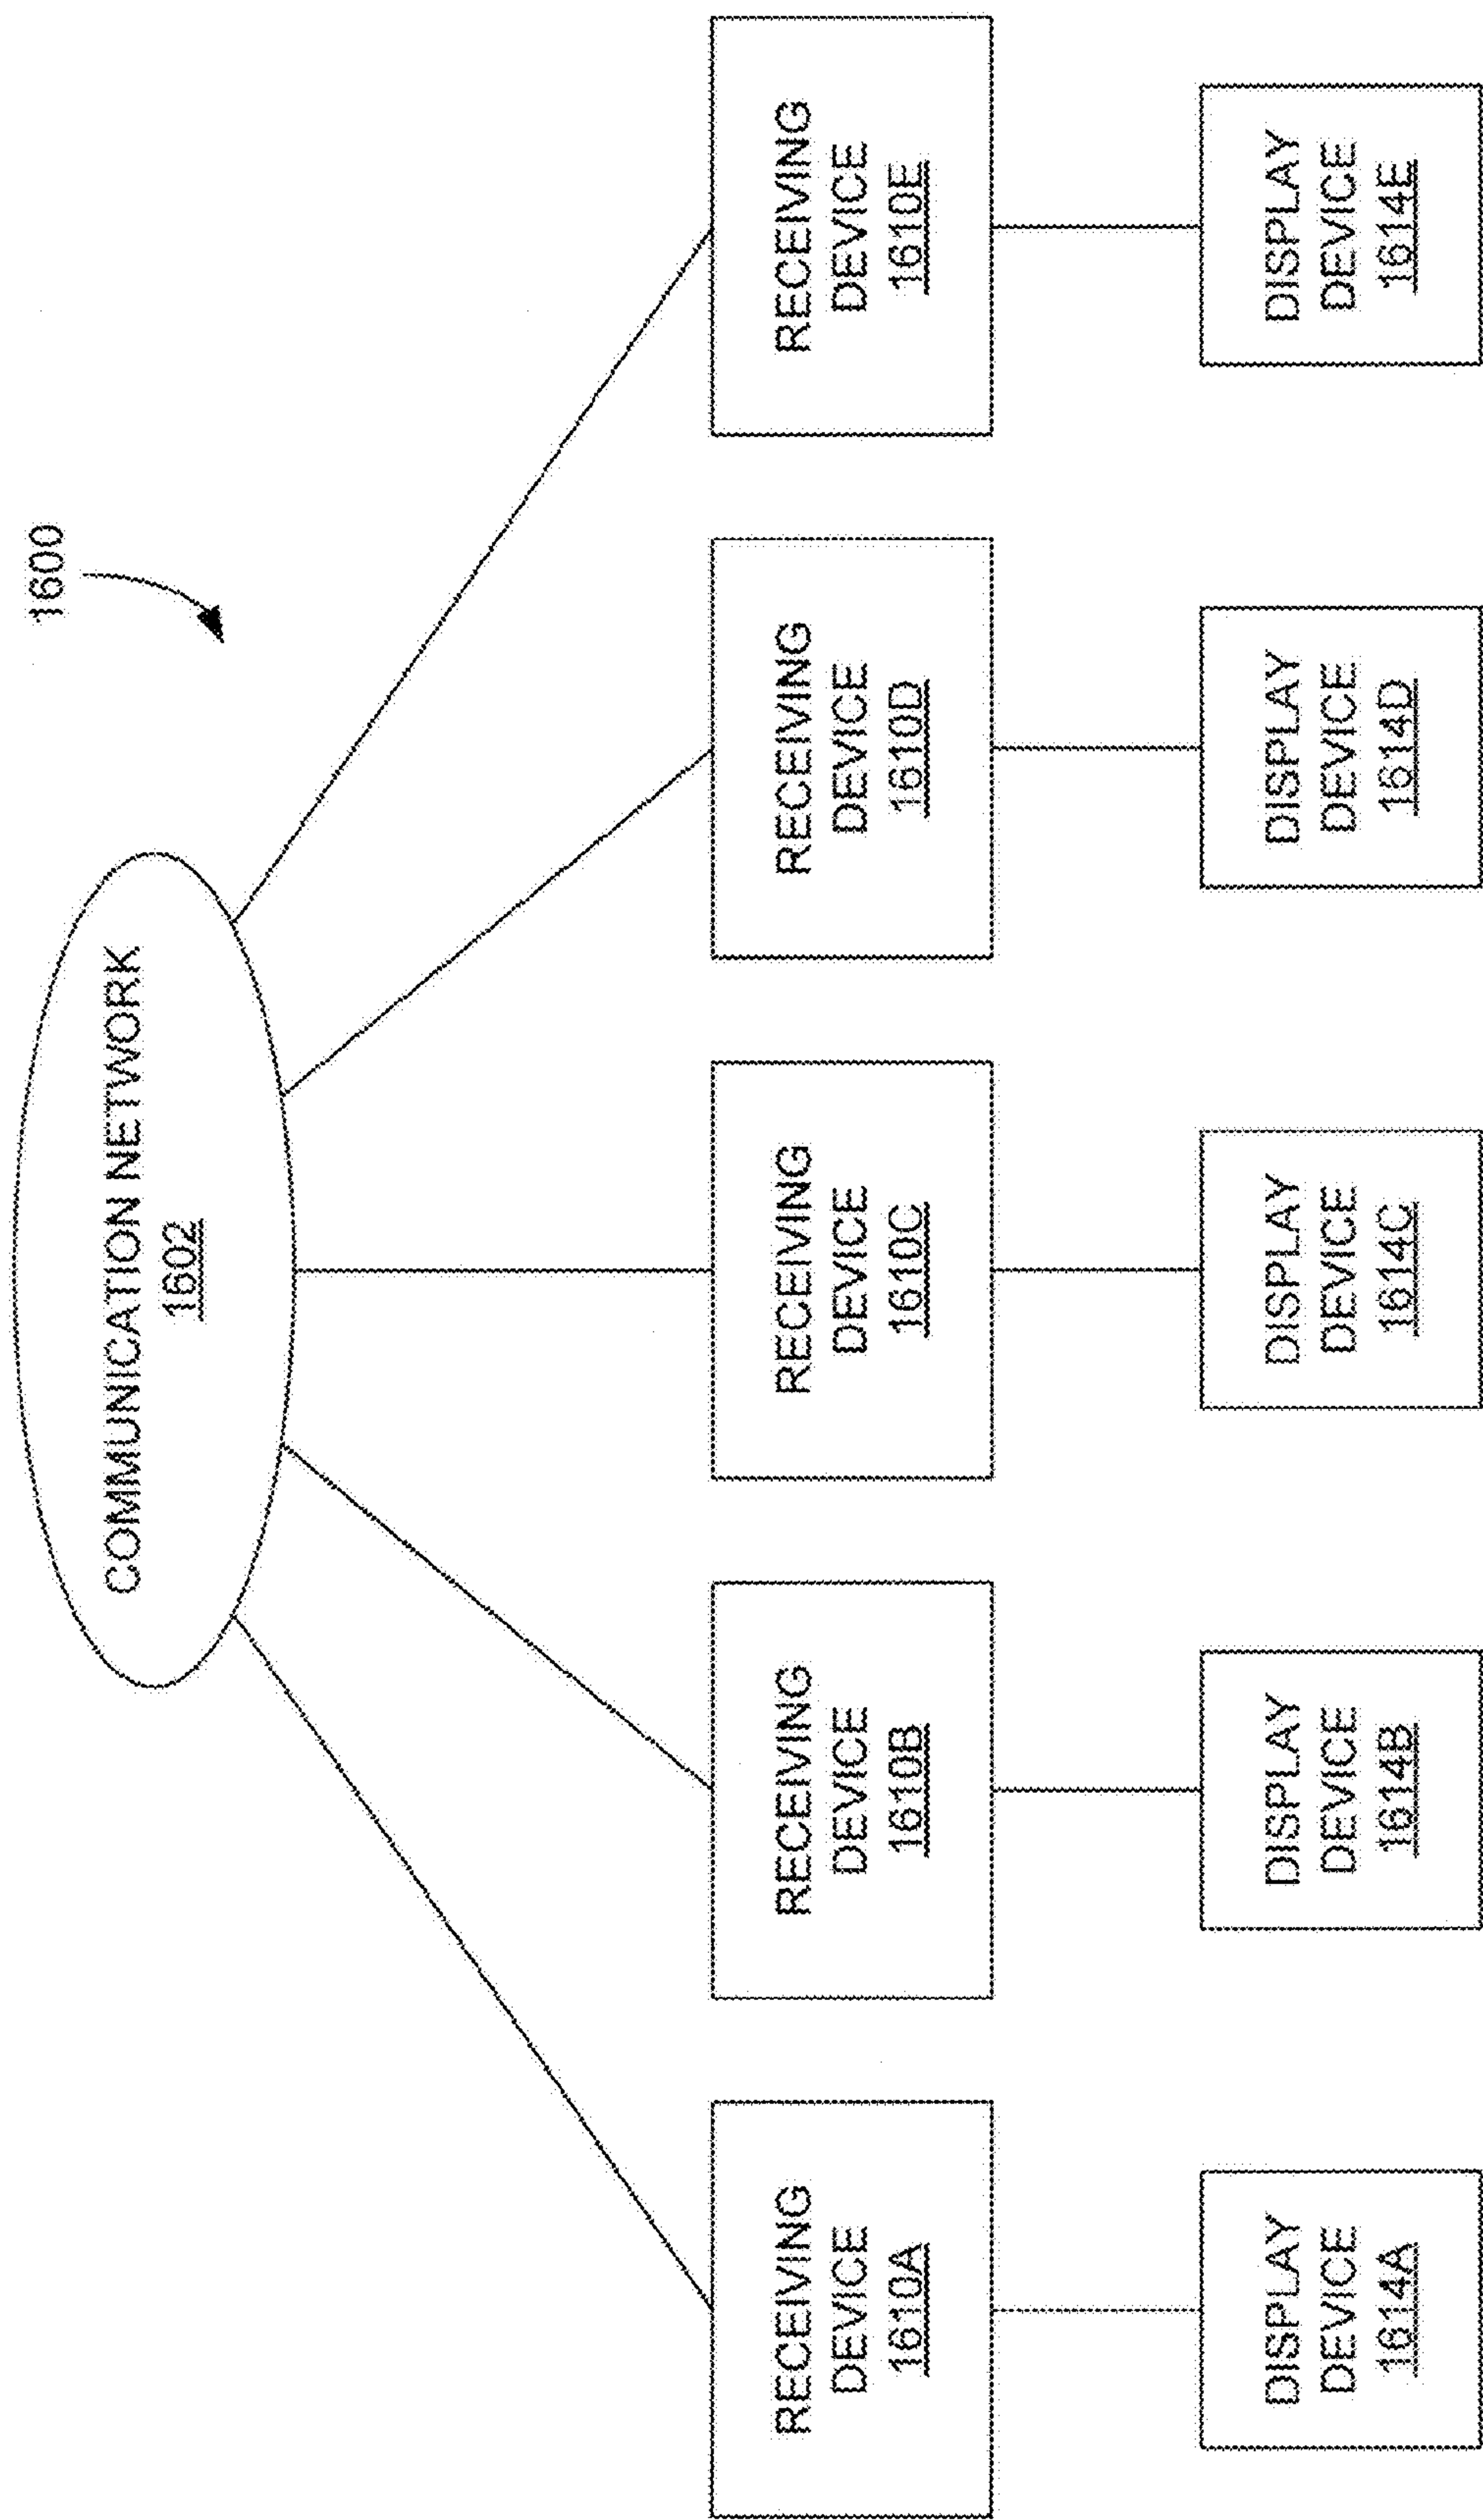 1600
COMMUNICATION NETWORK
1602
RECEIVING
DEVICE
1610A
RECEIVING
DEVICE
1610B
RECEIVING
DEVICE
1610C
RECEIVING
DEVICE
1610D
RECEIVING
DEVICE
1610E
DISPLAY
DEVICE
1614A
DISPLAY
DEVICE
1614B
DISPLAY
DEVICE
1614C
DISPLAY
DEVICE
1614D
DISPLAY
DEVICE
1614E